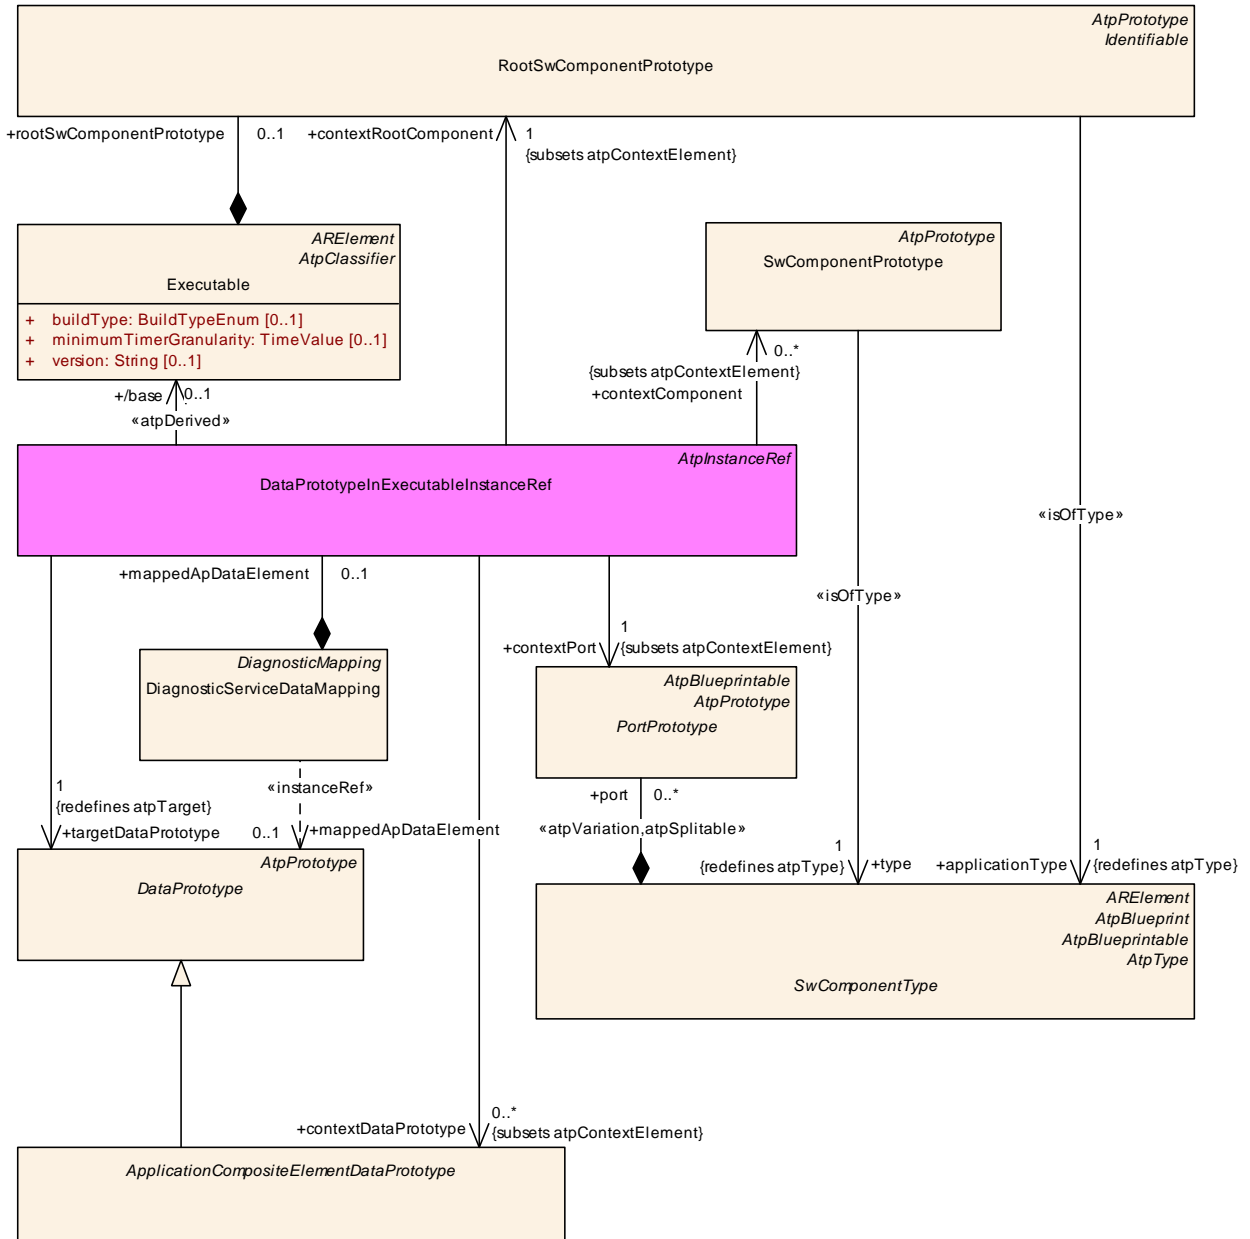 AtpPrototype
Identifiable
RootSwComponentPrototype
+rootSwComponentPrototype
0..1
+contextRootComponent
1
{subsets atpContextElement}
ARElement
AtpClassifier
Executable
+ buildType: BuildTypeEnum [0..1]
+ minimumTimerGranularity: TimeValue [0..1]
+ version: String [0..1]
AtpPrototype
SwComponentPrototype
+/base
0..1
«atpDerived»
0..*
{subsets atpContextElement}
+contextComponent
AtpInstanceRef
DataPrototypeInExecutableInstanceRef
«isOfType»
+mappedApDataElement
0..1
«isOfType»
1
+contextPort
{subsets atpContextElement}
DiagnosticMapping
DiagnosticServiceDataMapping
AtpBlueprintable
AtpPrototype
PortPrototype
1
{redefines atpTarget}
+targetDataPrototype
«instanceRef»
0..1
+mappedApDataElement
+port
0..*
«atpVariation,atpSplitable»
1
{redefines atpType}
+type
+applicationType
1
{redefines atpType}
AtpPrototype
DataPrototype
ARElement
AtpBlueprint
AtpBlueprintable
AtpType
SwComponentType
+contextDataPrototype
0..*
{subsets atpContextElement}
ApplicationCompositeElementDataPrototype